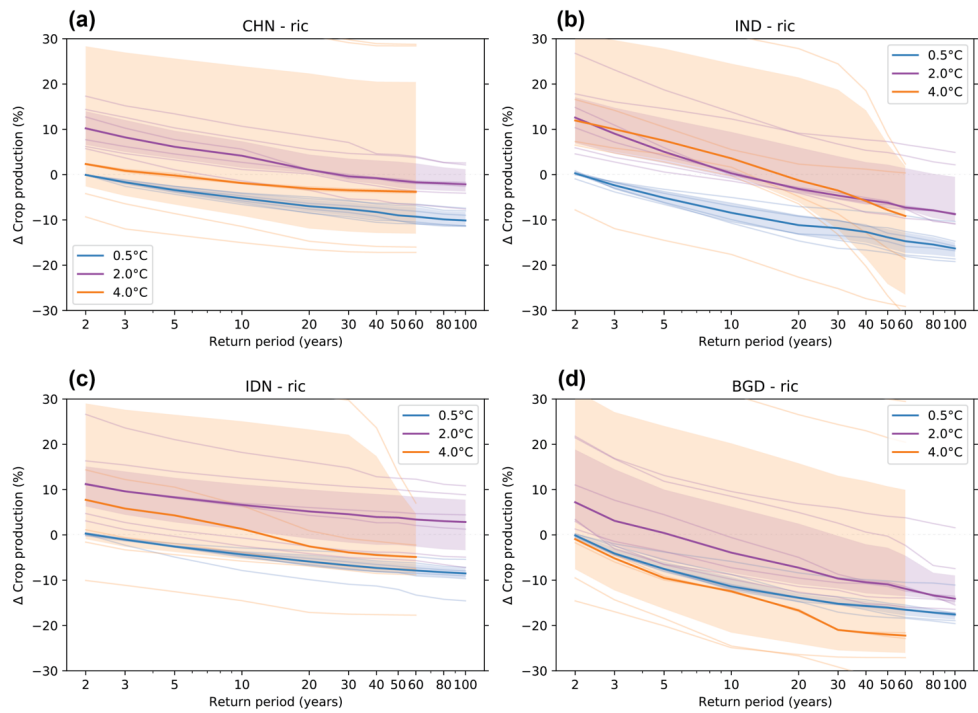 (a)
CHN - ric
Δ Crop production (%)
30
20
10
0
−10
−20
−30
0.5°C
2.0°C
4.0°C
2 3 5 10 20 30 40 50 60 80 100
Return period (years)
(b)
IND - ric
Δ Crop production (%)
30
20
10
0
−10
−20
−30
0.5°C
2.0°C
4.0°C
2 3 5 10 20 30 40 50 60 80 100
Return period (years)
(c)
IDN - ric
Δ Crop production (%)
30
20
10
0
−10
−20
−30
0.5°C
2.0°C
4.0°C
2 3 5 10 20 30 40 50 60 80 100
Return period (years)
(d)
BGD - ric
Δ Crop production (%)
30
20
10
0
−10
−20
−30
0.5°C
2.0°C
4.0°C
2 3 5 10 20 30 40 50 60 80 100
Return period (years)